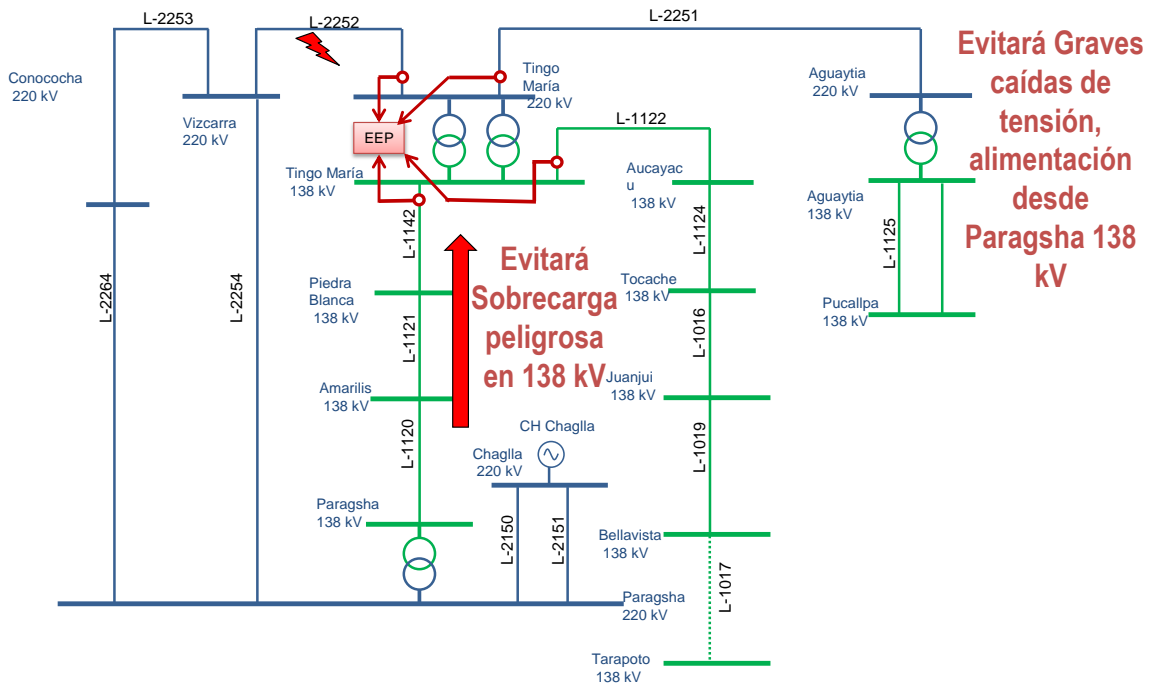 L-2253
L-2252
L-2251
Conococha
220 kV
Vizcarra
220 kV
Tingo
María
220 kV
Aguaytia
220 kV
Evitará Graves
caídas de
tensión,
alimentación
desde
Paragsha 138
kV
EEP
L-1122
Tingo María
138 kV
Aucayac
u
138 kV
Aguaytia
138 kV
L-1142
L-1124
L-1125
L-2264
L-2254
Piedra
Blanca
138 kV
Evitará
Sobrecarga
peligrosa
en 138 kV
Tocache
138 kV
Pucallpa
138 kV
L-1121
L-1016
Amarilis
138 kV
Juanjui
138 kV
L-1120
CH Chaglla
Chaglla
220 kV
L-1019
Paragsha
138 kV
L-2150
L-2151
Bellavista
138 kV
L-1017
Paragsha
220 kV
Tarapoto
138 kV